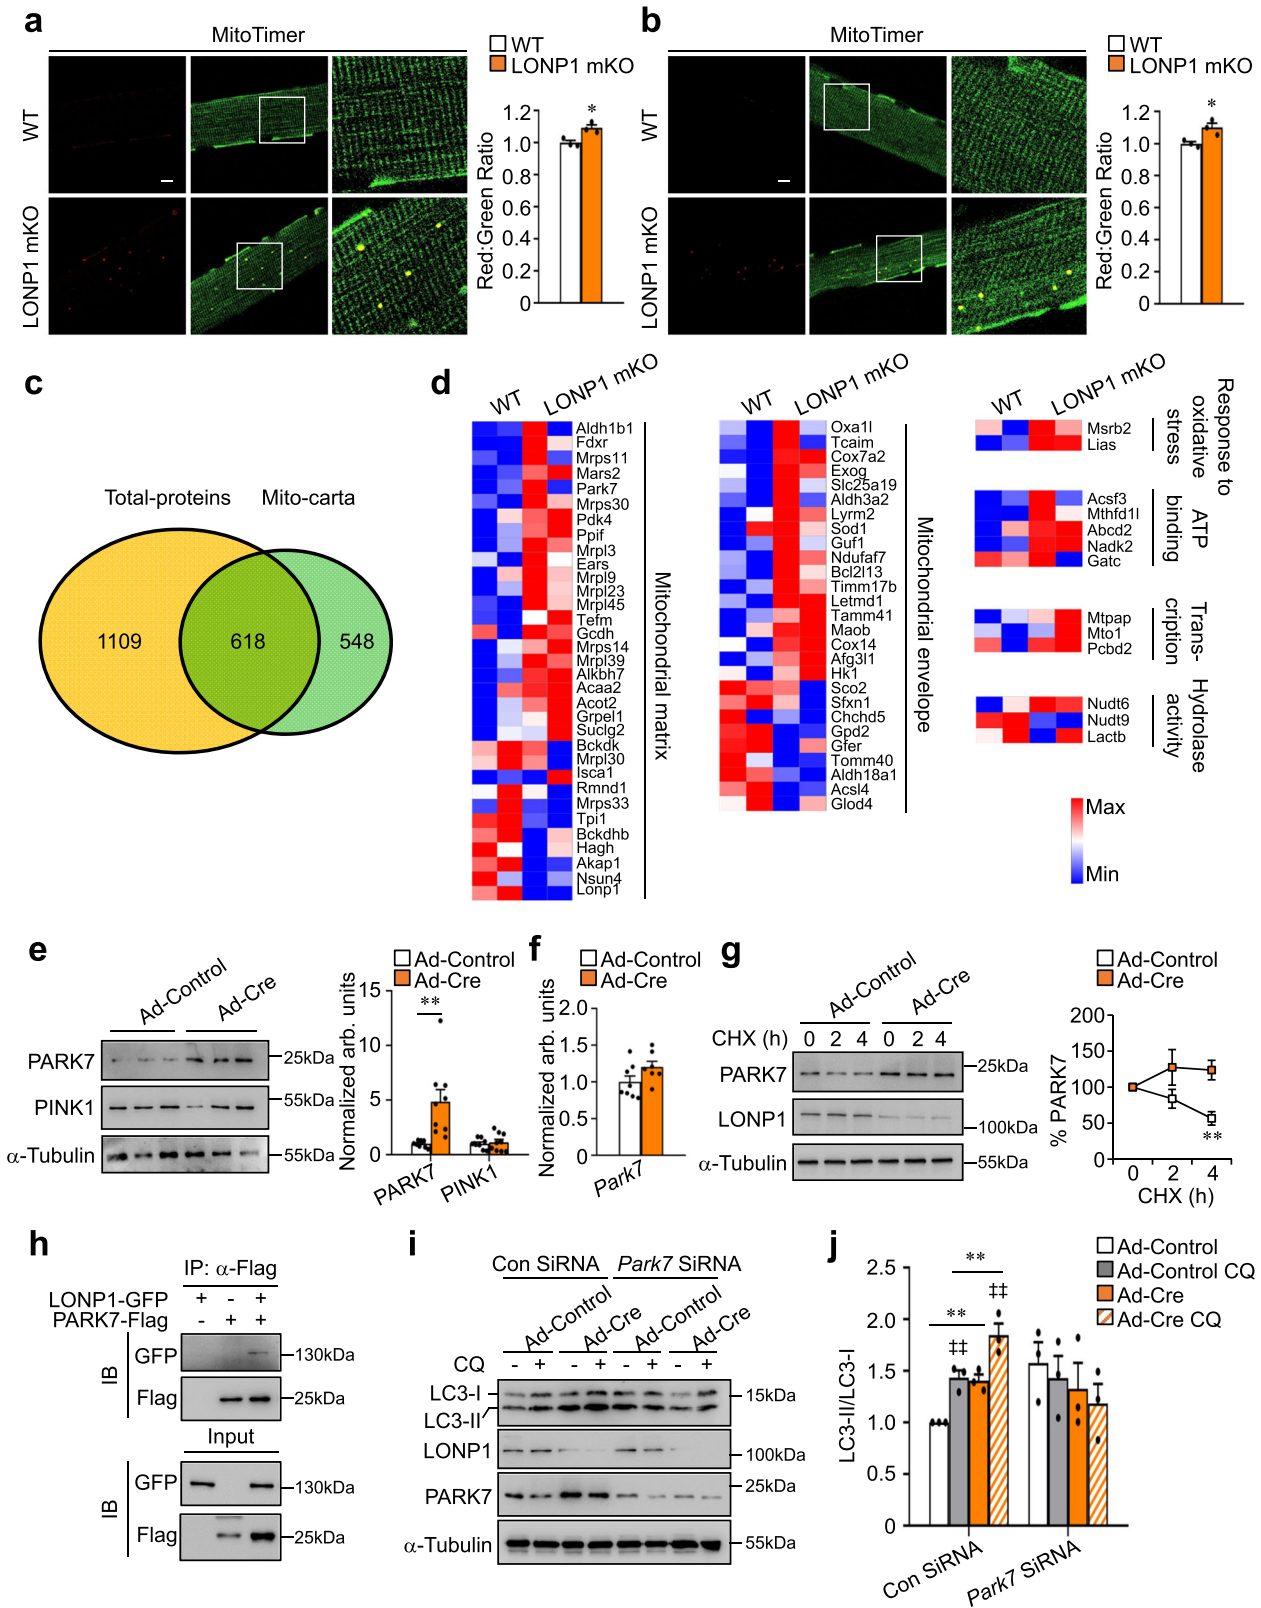 a
MitoTimer
WT
LONP1 mKO
WT
LONP1 mKO
Red:Green Ratio
1.2
1.0
0.8
0.6
0.4
0.2
0
*
b
MitoTimer
WT
LONP1 mKO
WT
LONP1 mKO
Red:Green Ratio
1.2
1.0
0.8
0.6
0.4
0.2
0
*
c
Total-proteins Mito-carta
1109 618 548
d
WT LONP1 mKO
Aldh1b1
Fdxr
Mrps11
Mars2
Park7
Mrps30
Pdk4
Ppif
Mrpl3
Ears
Mrpl9
Mrpl23
Mrpl45
Tefm
Gcdh
Mrps14
Mrpl39
Alkbh7
Acaa2
Acot2
Grpel1
Suclg2
Bckdk
Mrpl30
Isca1
Rmnd1
Mrps33
Tpi1
Bckdhb
Hagh
Akap1
Nsun4
Lonp1
Mitochondrial matrix
WT LONP1 mKO
Oxa1l
Tcaim
Cox7a2
Exog
Slc25a19
Aldh3a2
Lyrm2
Sod1
Guf1
Ndufaf7
Bcl2l13
Timm17b
Letmd1
Tamm41
Maob
Cox14
Afg3l1
Hk1
Sco2
Sfxn1
Chchd5
Gpd2
Gfer
Tomm40
Aldh18a1
Acsl4
Glod4
Mitochondrial envelope
WT LONP1 mKO
Msrb2
Lias
Response to
oxidative
stress
Acsf3
Mthfd1l
Abcd2
Nadk2
Gatc
ATP
binding
Mtpap
Mto1
Pcbd2
Trans-
cription
Nudt6
Nudt9
Lactb
Hydrolase
activity
Max
Min
e
Ad-Control Ad-Cre
PARK7 25kDa
PINK1 55kDa
α-Tubulin 55kDa
Ad-Control
Ad-Cre
Normalized arb. units
15
10
5
0
**
PARK7 PINK1
f
Ad-Control
Ad-Cre
Normalized arb. units
2.0
1.5
1.0
0.5
0
Park7
g
Ad-Control Ad-Cre
CHX (h) 0 2 4 0 2 4
PARK7 25kDa
LONP1 100kDa
α-Tubulin 55kDa
Ad-Control
Ad-Cre
% PARK7
200
150
100
50
0
**
0 2 4
CHX (h)
h
IP: α-Flag
LONP1-GFP + - +
PARK7-Flag - + +
IB
GFP 130kDa
Flag 25kDa
Input
IB
GFP 130kDa
Flag 25kDa
i
Con SiRNA Park7 SiRNA
Ad-Control Ad-Cre Ad-Control Ad-Cre
CQ - + - + - + - +
LC3-I 15kDa
LC3-II
LONP1 100kDa
PARK7 25kDa
α-Tubulin 55kDa
j
Ad-Control
Ad-Control CQ
Ad-Cre
Ad-Cre CQ
LC3-II/LC3-I
2.5
2.0
1.5
1.0
0.5
0
**
‡‡
**
‡‡
Con SiRNA Park7 SiRNA